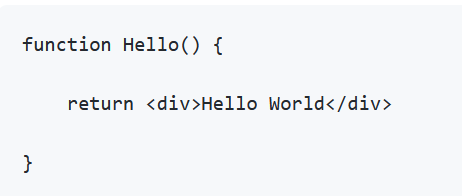 function Hello() {
    return <div>Hello World</div>
}